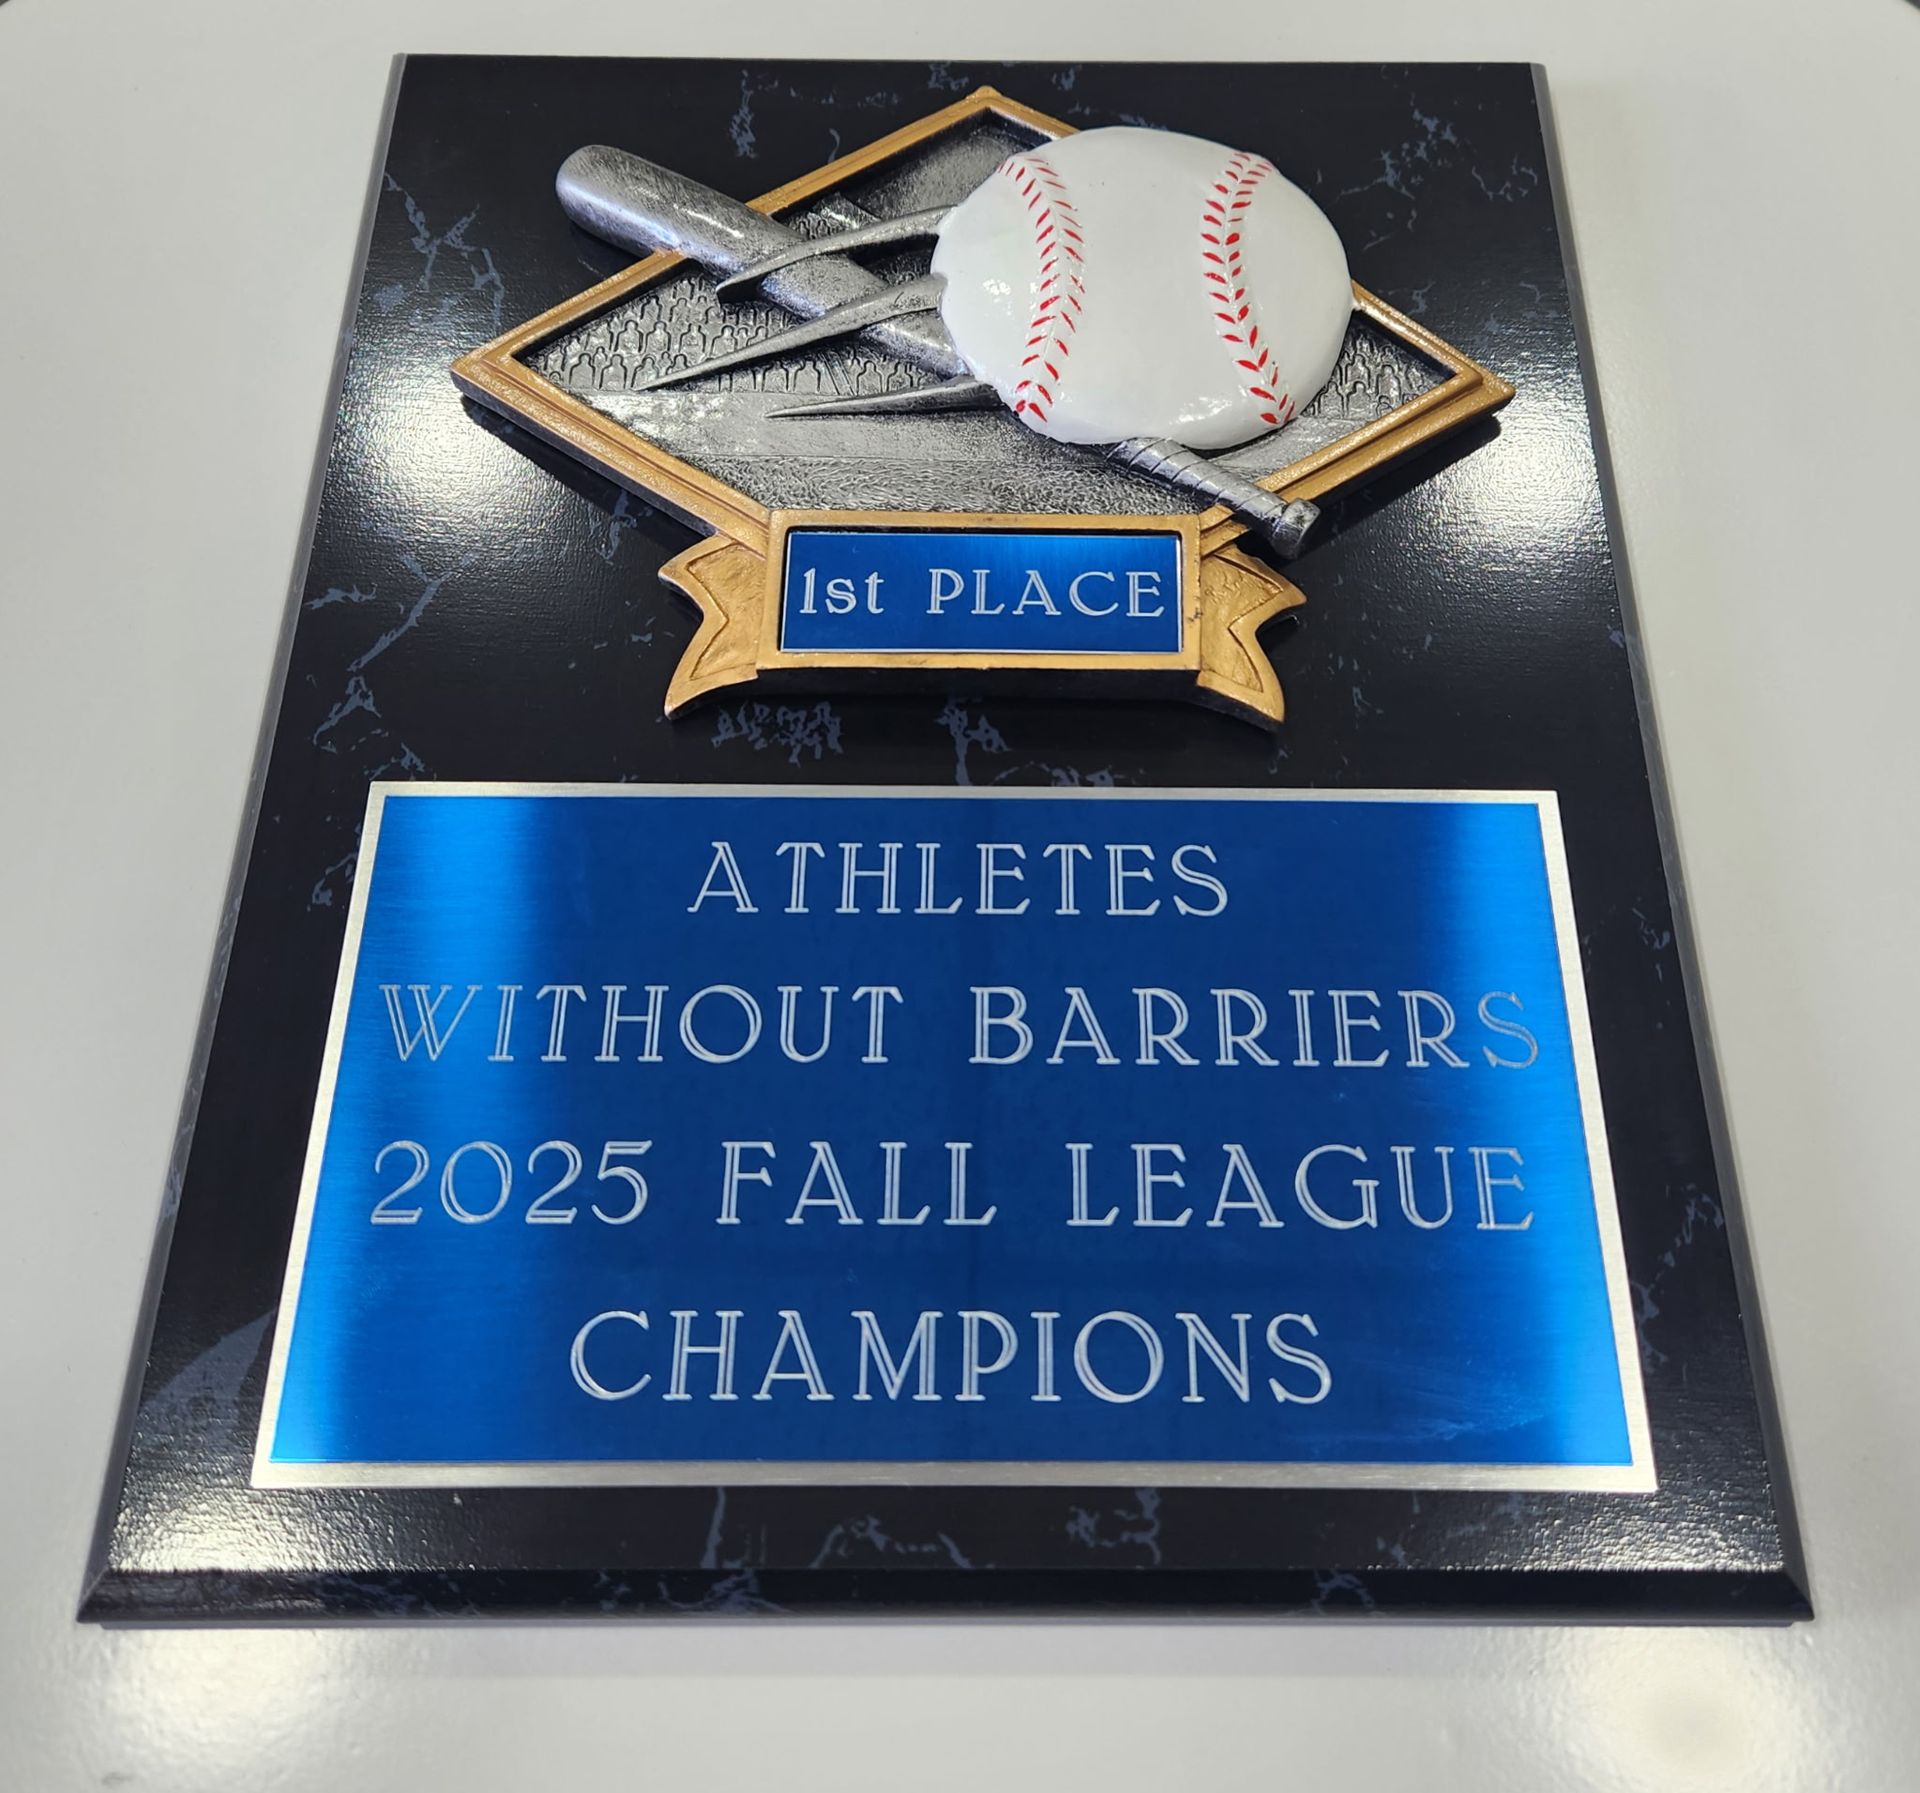 1st PLACE
ATHLETES
WITHOUT BARRIERS
2025 FALL LEAGUE
CHAMPIONS